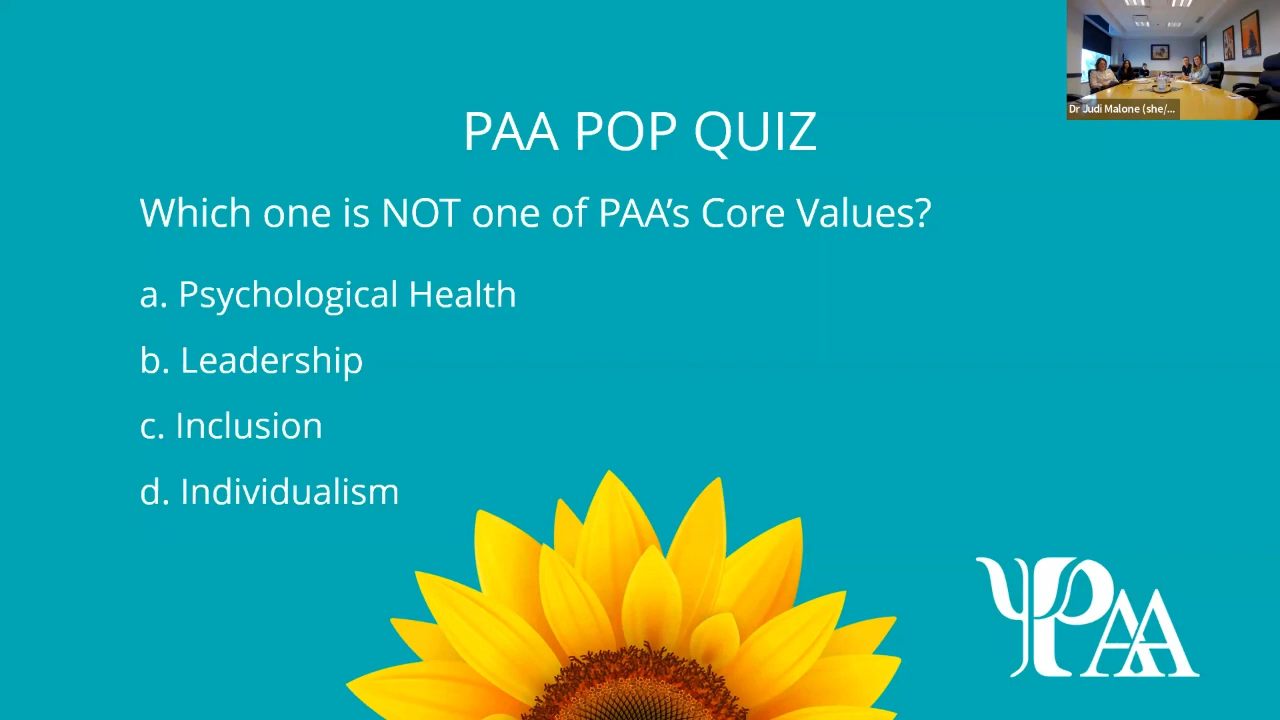 Dr Judi Malone (she/...
PAA POP QUIZ
Which one is NOT one of PAA's Core Values?
a. Psychological Health
b. Leadership
c. Inclusion
d. Individualism
ΨPAA